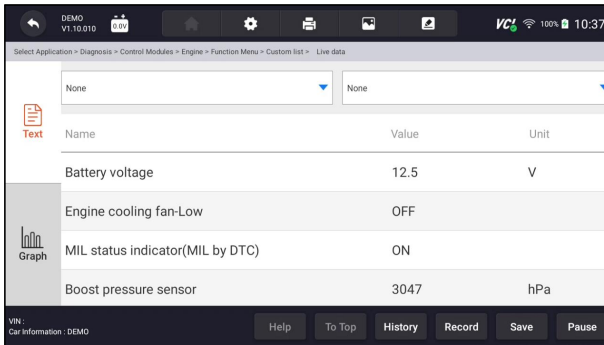 DEMO
V1.10.010
0.0V
VCI
100%
10:37
Select Application > Diagnosis > Control Modules > Engine > Function Menu > Custom list > Live data
None
None
Text
Name Value Unit
Battery voltage 12.5 V
Engine cooling fan-Low OFF
Graph
MIL status indicator(MIL by DTC) ON
Boost pressure sensor 3047 hPa
VIN :
Car Information : DEMO
Help To Top History Record Save Pause